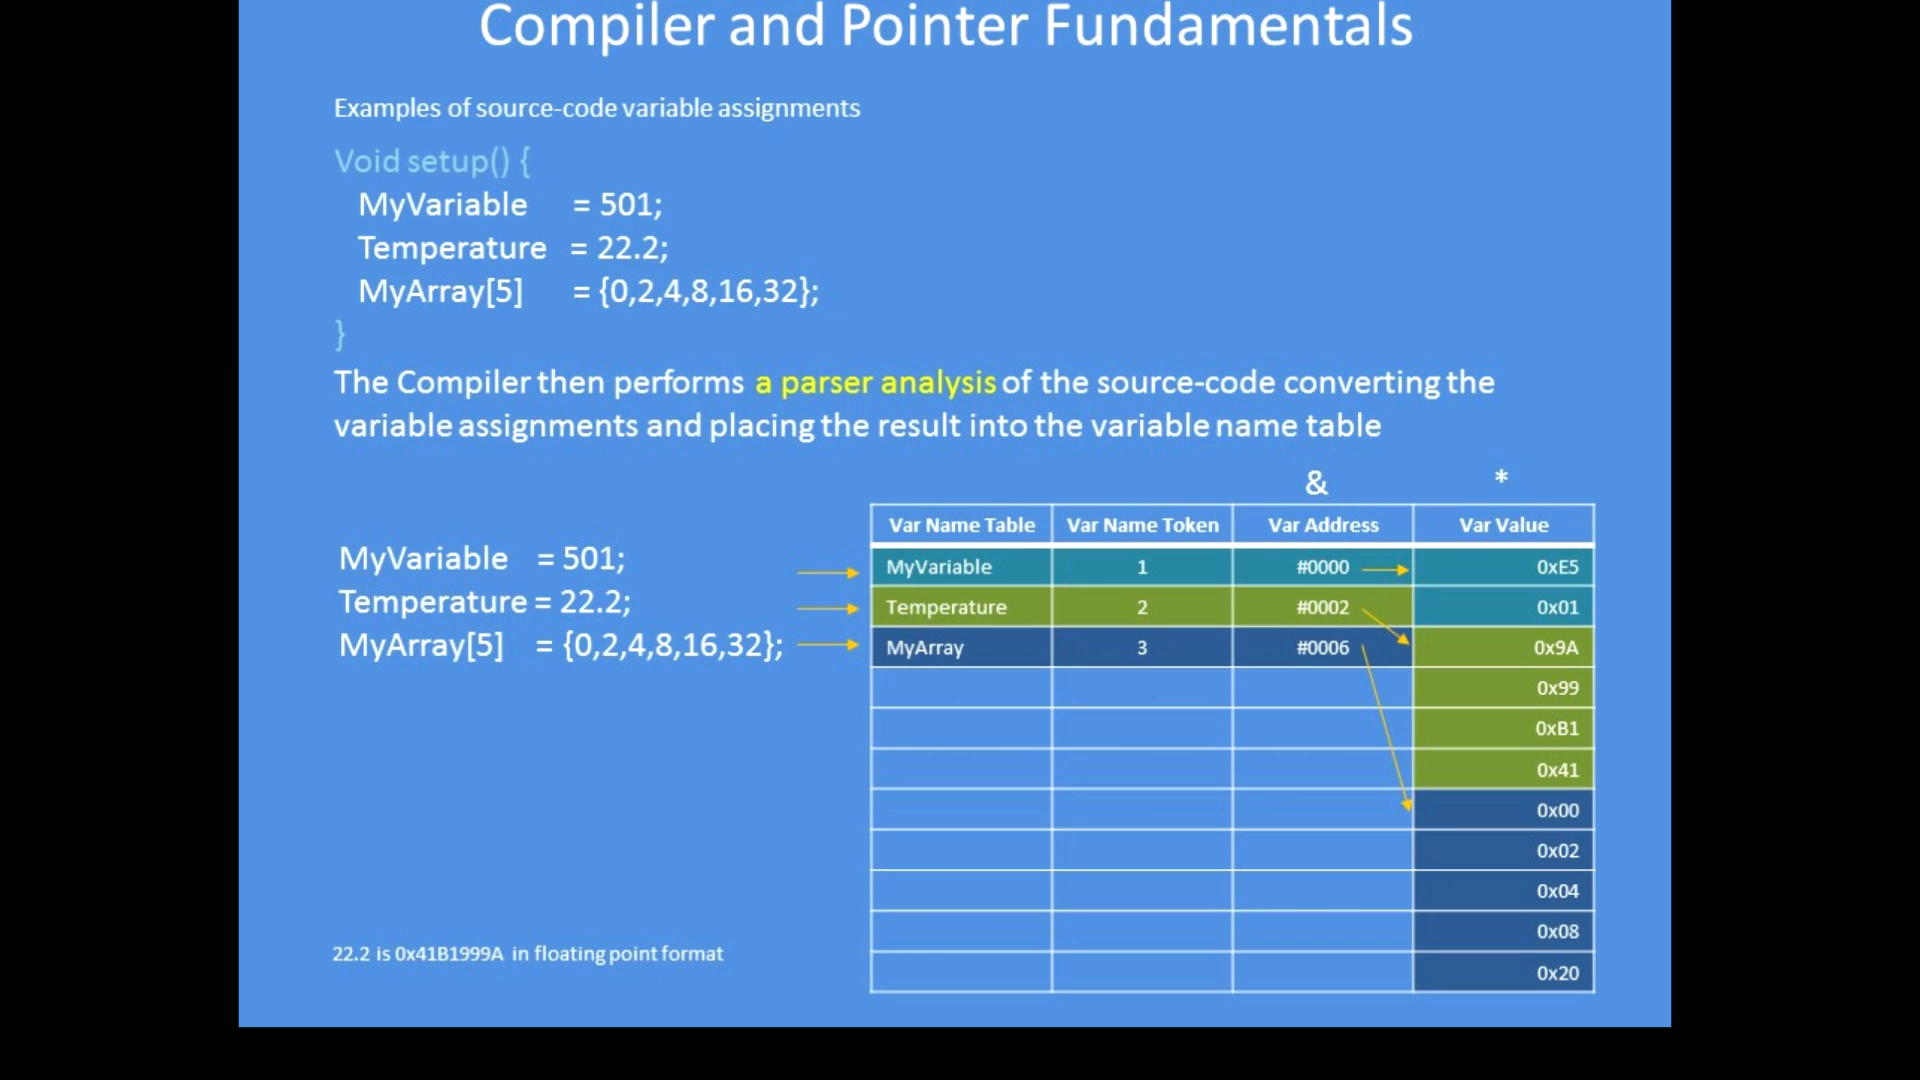 Compiler and Pointer Fundamentals
Examples of source-code variable assignments
Void setup() {
MyVariable = 501;
Temperature = 22.2;
MyArray[5] = {0,2,4,8,16,32};
}
The Compiler then performs a parser analysis of the source-code converting the
variable assignments and placing the result into the variable name table
& *
Var Name Table Var Name Token Var Address Var Value
MyVariable = 501;
Temperature = 22.2;
MyArray[5] = {0,2,4,8,16,32};
MyVariable 1 #0000 0xE5
Temperature 2 #0002 0x01
MyArray 3 #0006 0x9A
0x99
0xB1
0x41
0x00
0x02
0x04
0x08
0x20
22.2 is 0x41B1999A in floating point format